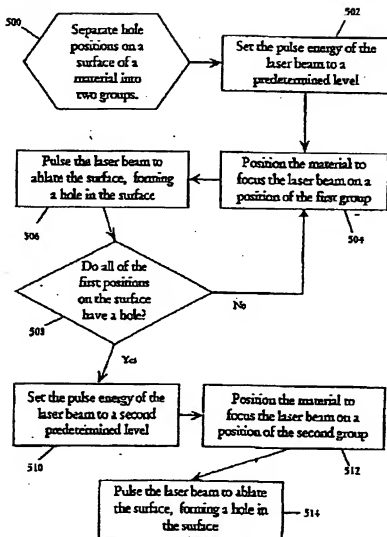 500
Separate hole
positions on a
surface of a
material into
two groups.
502
Set the pulse energy of the
laser beam to a
predetermined level
Pulse the laser beam to
ablate the surface, forming
a hole in the surface
506
Position the material to
focus the laser beam on a
position of the first group
504
Do all of the
first positions
on the surface
have a hole?
508
No
Yes
Set the pulse energy of the
laser beam to a second
predetermined level
510
Position the material to
focus the laser beam on a
position of the second group
512
Pulse the laser beam to ablate
the surface, forming a hole in
the surface
514